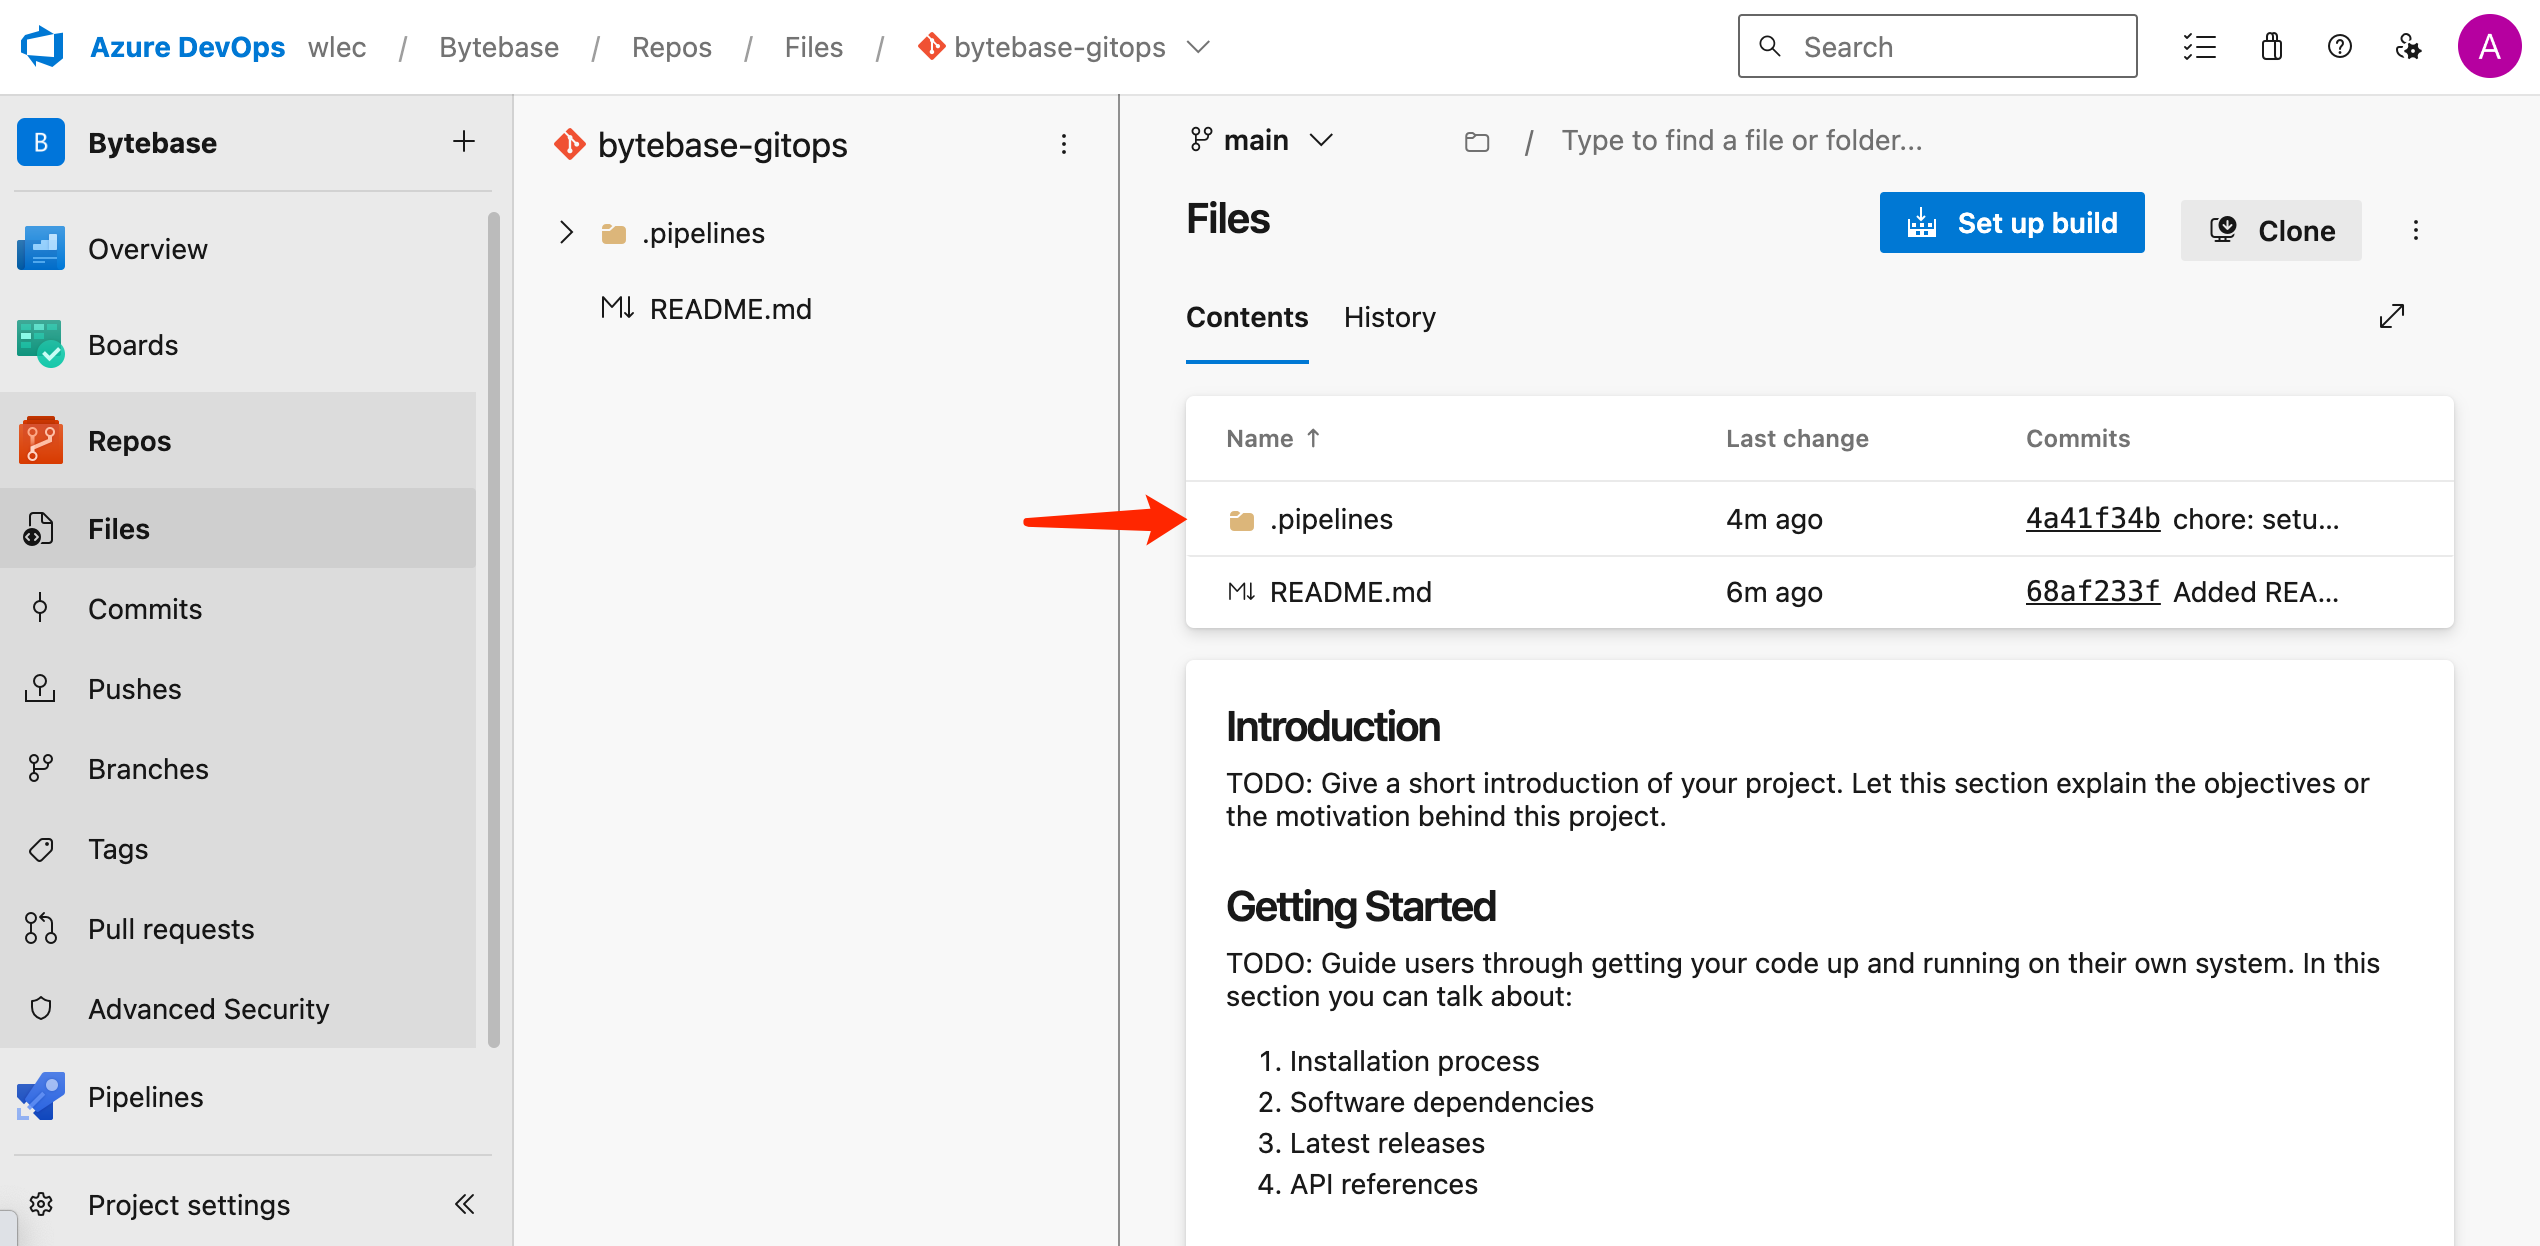 Azure DevOps wlec / Bytebase / Repos / Files / bytebase-gitops
Search
A
B Bytebase
Overview
Boards
Repos
Files
Commits
Pushes
Branches
Tags
Pull requests
Advanced Security
Pipelines
Project settings
bytebase-gitops
.pipelines
README.md
main / Type to find a file or folder...
Files
Set up build
Clone
Contents History
Name Last change Commits
.pipelines 4m ago 4a41f34b chore: setu...
README.md 6m ago 68af233f Added REA...
Introduction
TODO: Give a short introduction of your project. Let this section explain the objectives or
the motivation behind this project.
Getting Started
TODO: Guide users through getting your code up and running on their own system. In this
section you can talk about:
1. Installation process
2. Software dependencies
3. Latest releases
4. API references